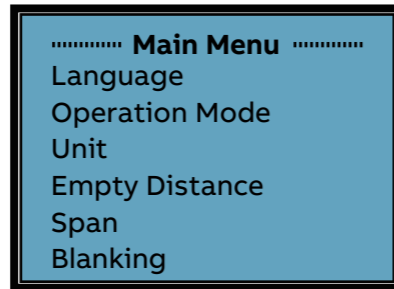 Main Menu
Language
Operation Mode
Unit
Empty Distance
Span
Blanking